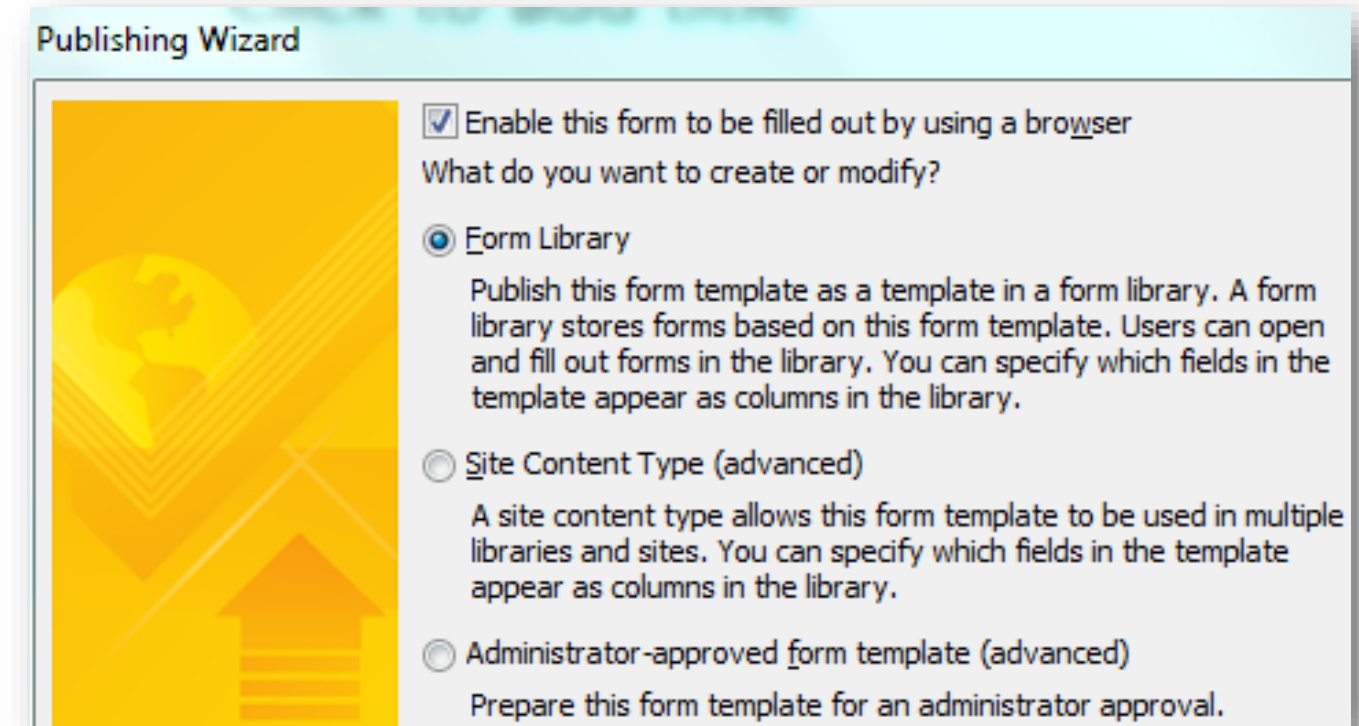 Publishing Wizard
Enable this form to be filled out by using a browser
What do you want to create or modify?
Form Library
Publish this form template as a template in a form library. A form
library stores forms based on this form template. Users can open
and fill out forms in the library. You can specify which fields in the
template appear as columns in the library.
Site Content Type (advanced)
A site content type allows this form template to be used in multiple
libraries and sites. You can specify which fields in the template
appear as columns in the library.
Administrator-approved form template (advanced)
Prepare this form template for an administrator approval.